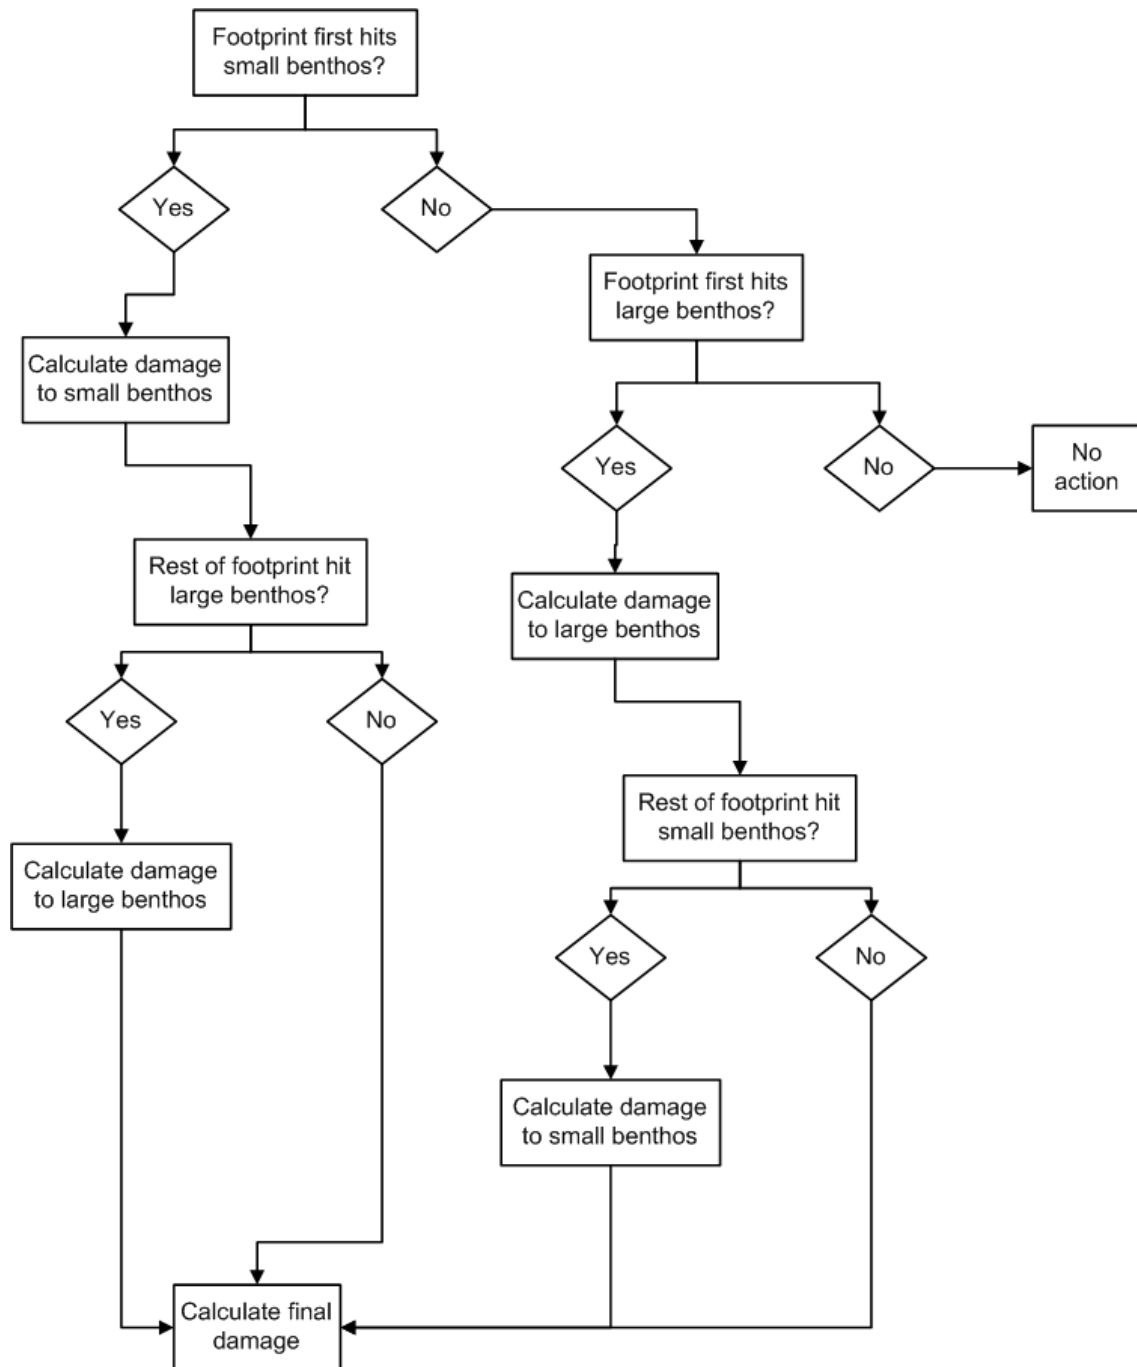 Footprint first hits
small benthos?
Yes
No
Footprint first hits
large benthos?
Calculate damage
to small benthos
Yes
No
No
action
Rest of footprint hit
large benthos?
Calculate damage
to large benthos
Yes
No
Rest of footprint hit
small benthos?
Calculate damage
to large benthos
Yes
No
Calculate damage
to small benthos
Calculate final
damage